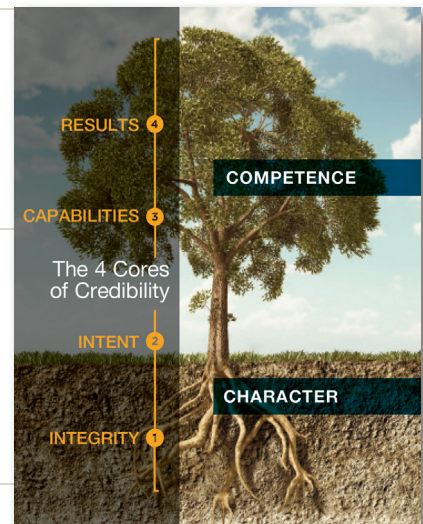 RESULTS 4
COMPETENCE
CAPABILITIES 3
The 4 Cores
of Credibility
INTENT 2
CHARACTER
INTEGRITY 1